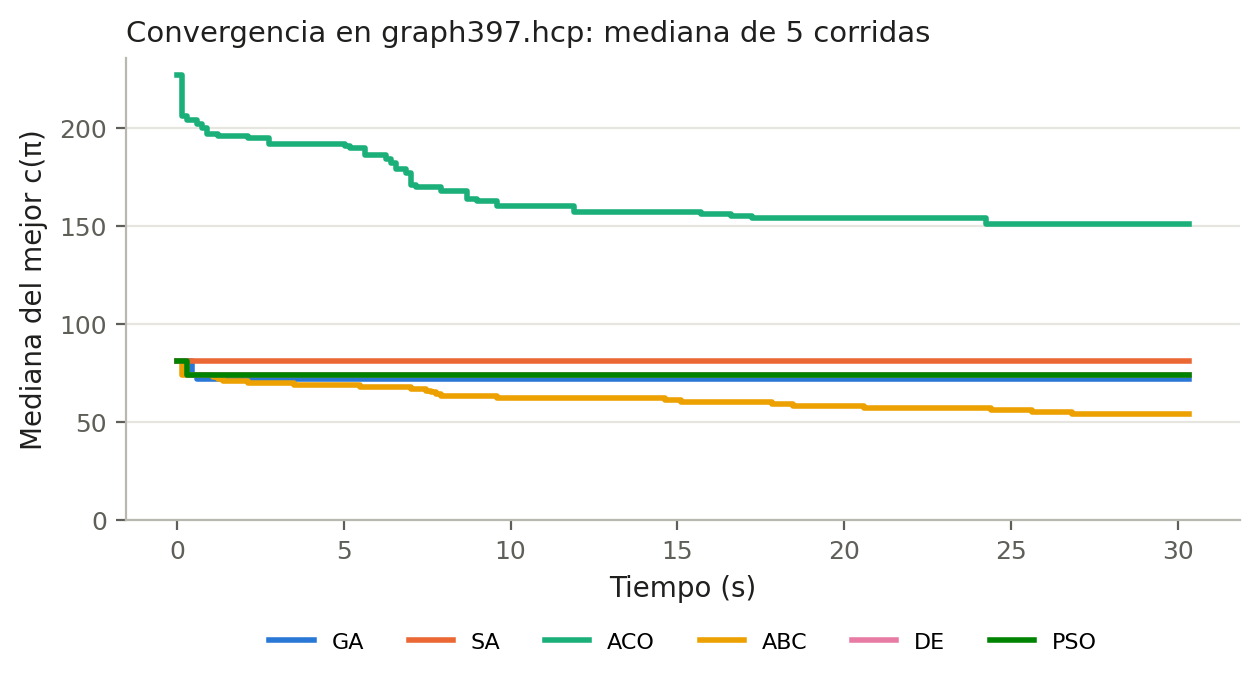 Convergencia en graph397.hcp: mediana de 5 corridas
Mediana del mejor c(π)
200
150
100
50
0
0 5 10 15 20 25 30
Tiempo (s)
GA SA ACO ABC DE PSO